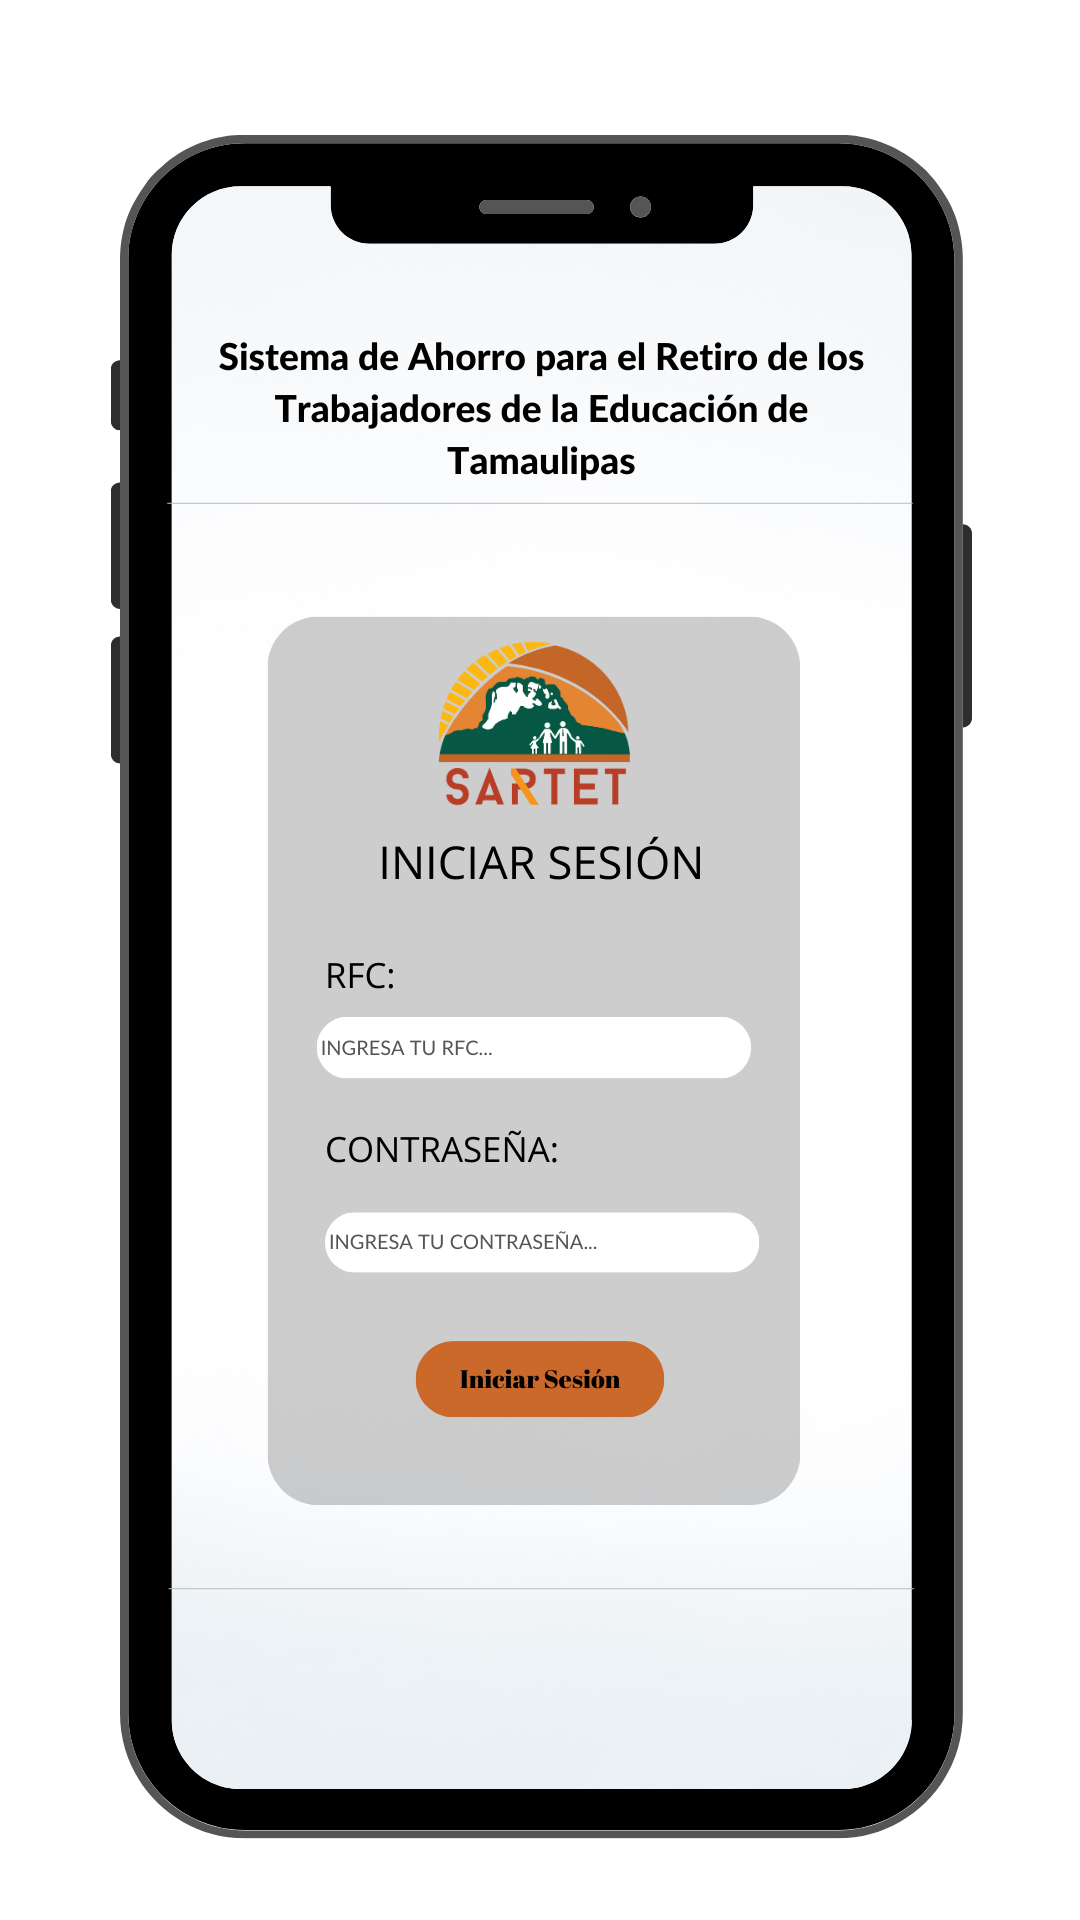 Sistema de Ahorro para el Retiro de los
Trabajadores de la Educación de
Tamaulipas
SARTET
INICIAR SESIÓN
RFC:
INGRESA TU RFC...
CONTRASEÑA:
INGRESA TU CONTRASEÑA...
Iniciar Sesión